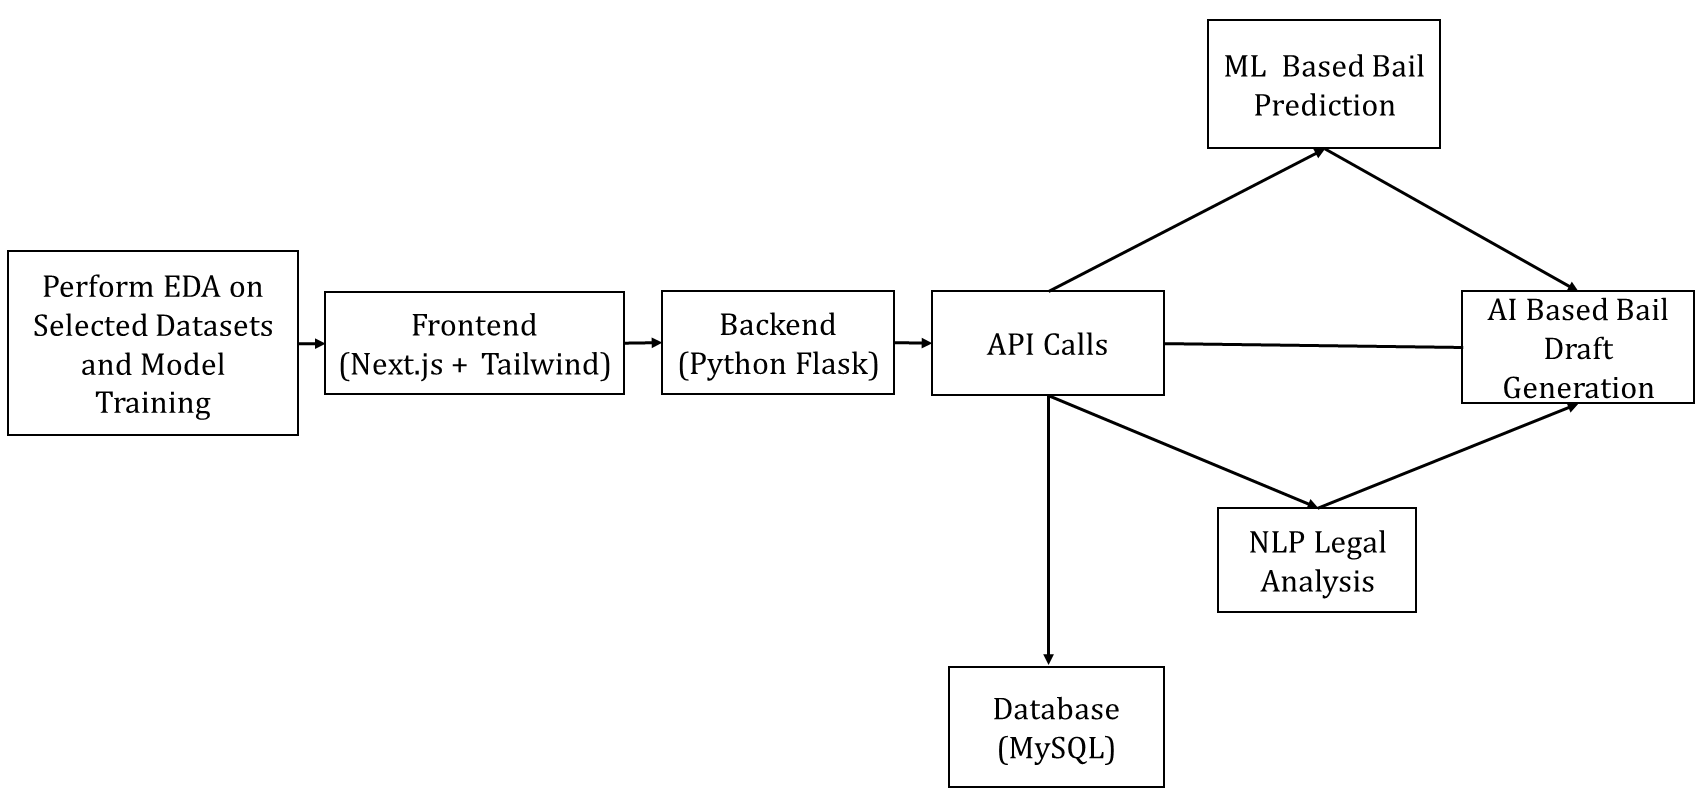 ML Based Bail
Prediction
Perform EDA on
Selected Datasets
and Model
Training
Frontend
(Next.js + Tailwind)
Backend
(Python Flask)
API Calls
AI Based Bail
Draft
Generation
NLP Legal
Analysis
Database
(MySQL)